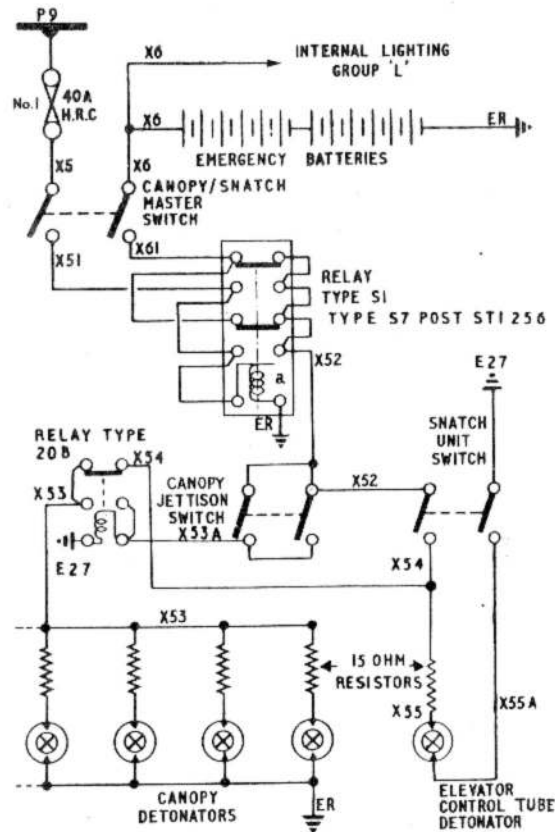 P9
X6
INTERNAL LIGHTING
GROUP 'L'
No.1
40A
H.R.C
X6
ER
EMERGENCY BATTERIES
X5
X6
CANOPY/SNATCH
MASTER
SWITCH
X51
X61
RELAY
TYPE S1
TYPE S7 POST STI 256
X52
a
E27
ER
SNATCH
UNIT
SWITCH
RELAY TYPE
20B
X54
X53
CANOPY
JETTISON
SWITCH
X52
X53A
E27
X54
X53
15 OHM
RESISTORS
X55
X55A
CANOPY
DETONATORS
ER
ELEVATOR
CONTROL TUBE
DETONATOR